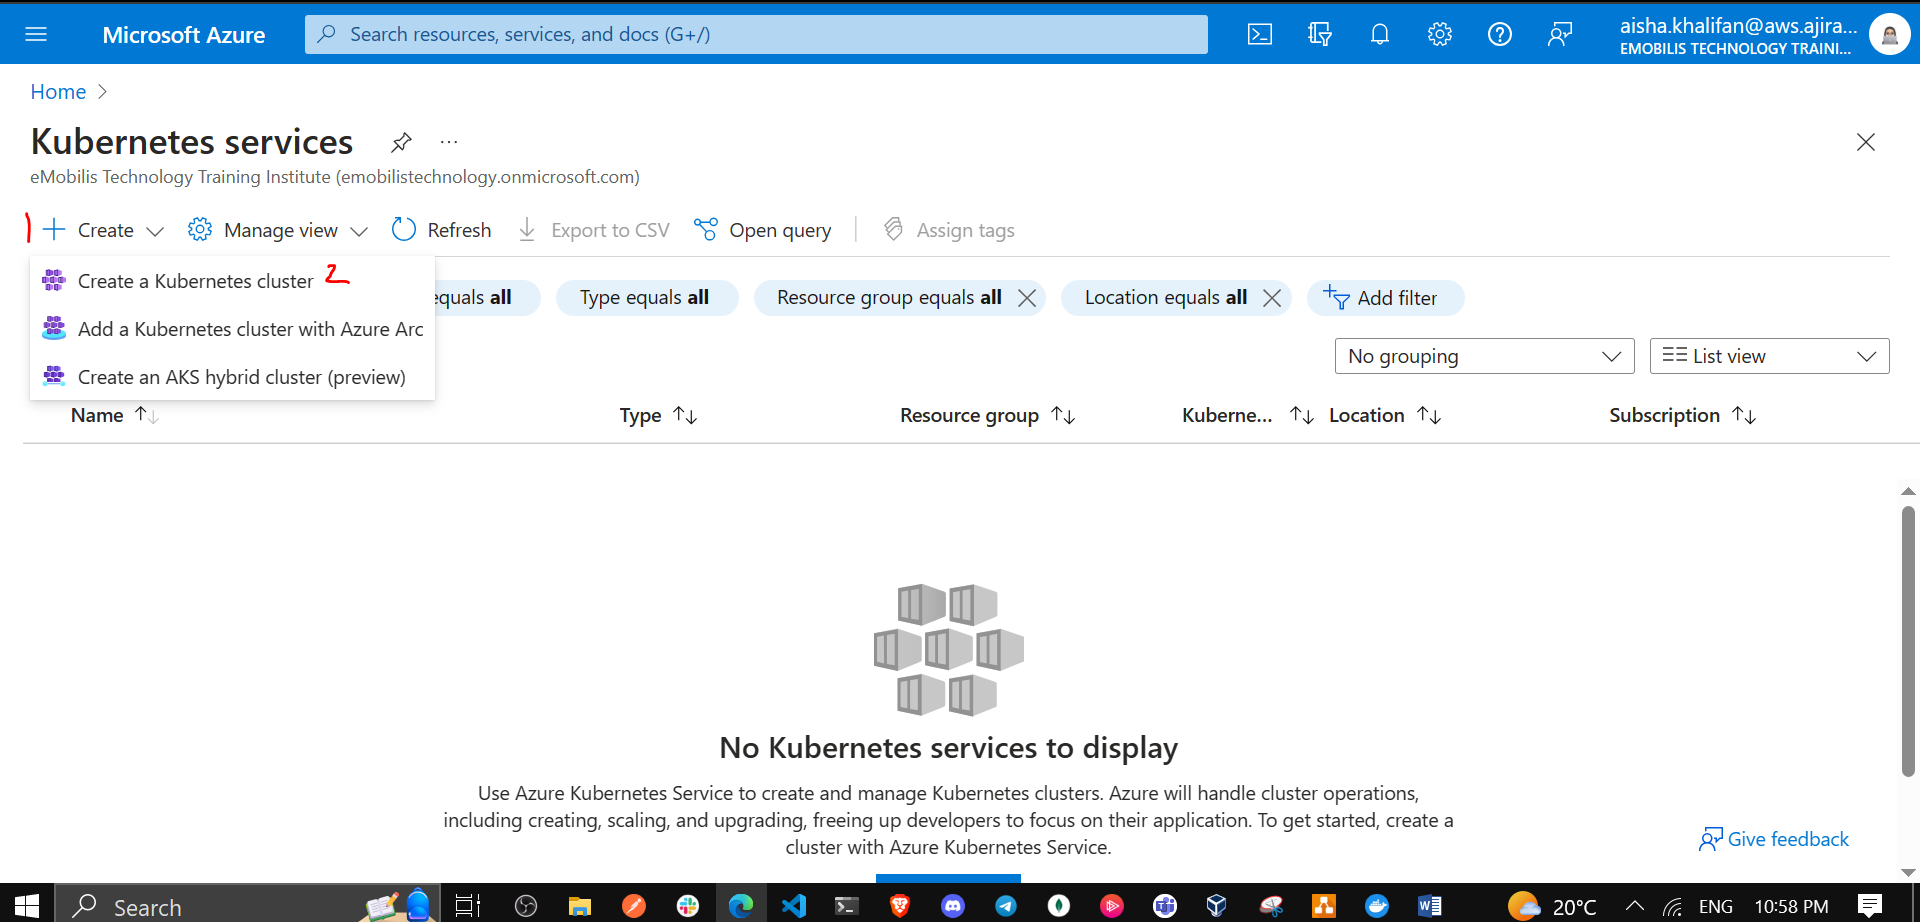 Microsoft Azure
Search resources, services, and docs (G+/)
aisha.khalifan@aws.ajira...
EMOBILIS TECHNOLOGY TRAINI...
Home
Kubernetes services
...
eMobilis Technology Training Institute (emobilistechnology.onmicrosoft.com)
1 + Create Manage view Refresh Export to CSV Open query Assign tags
Create a Kubernetes cluster 2
Add a Kubernetes cluster with Azure Arc
Create an AKS hybrid cluster (preview)
equals all Type equals all Resource group equals all Location equals all Add filter
No grouping List view
Name Type Resource group Kuberne... Location Subscription
No Kubernetes services to display
Use Azure Kubernetes Service to create and manage Kubernetes clusters. Azure will handle cluster operations,
including creating, scaling, and upgrading, freeing up developers to focus on their application. To get started, create a
cluster with Azure Kubernetes Service.
Give feedback
Search 20°C ENG 10:58 PM